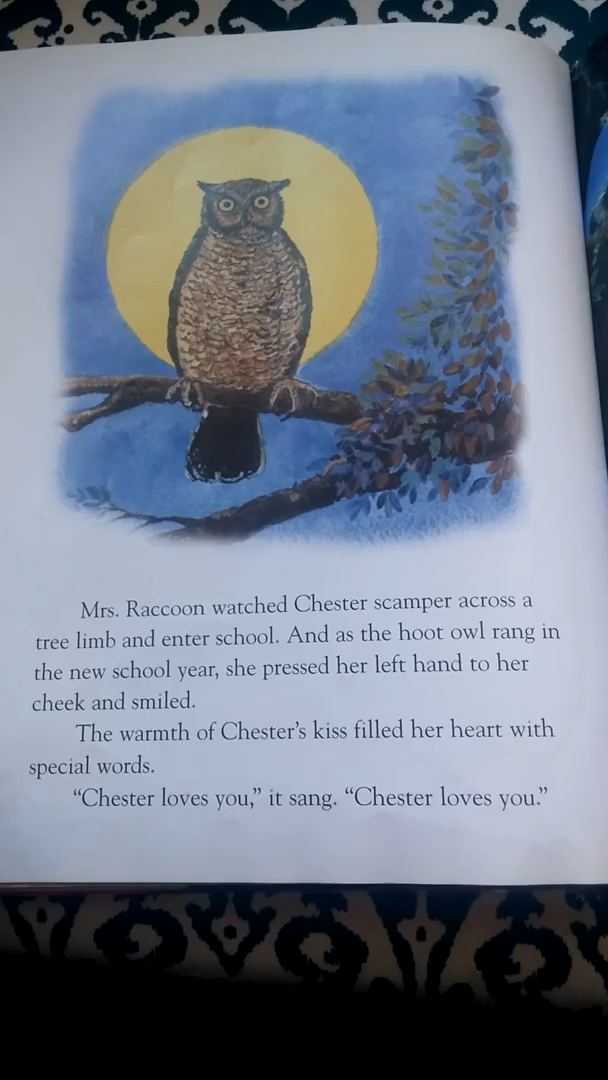 Mrs. Raccoon watched Chester scamper across a
tree limb and enter school. And as the hoot owl rang in
the new school year, she pressed her left hand to her
cheek and smiled.
The warmth of Chester’s kiss filled her heart with
special words.
“Chester loves you,” it sang. “Chester loves you.”